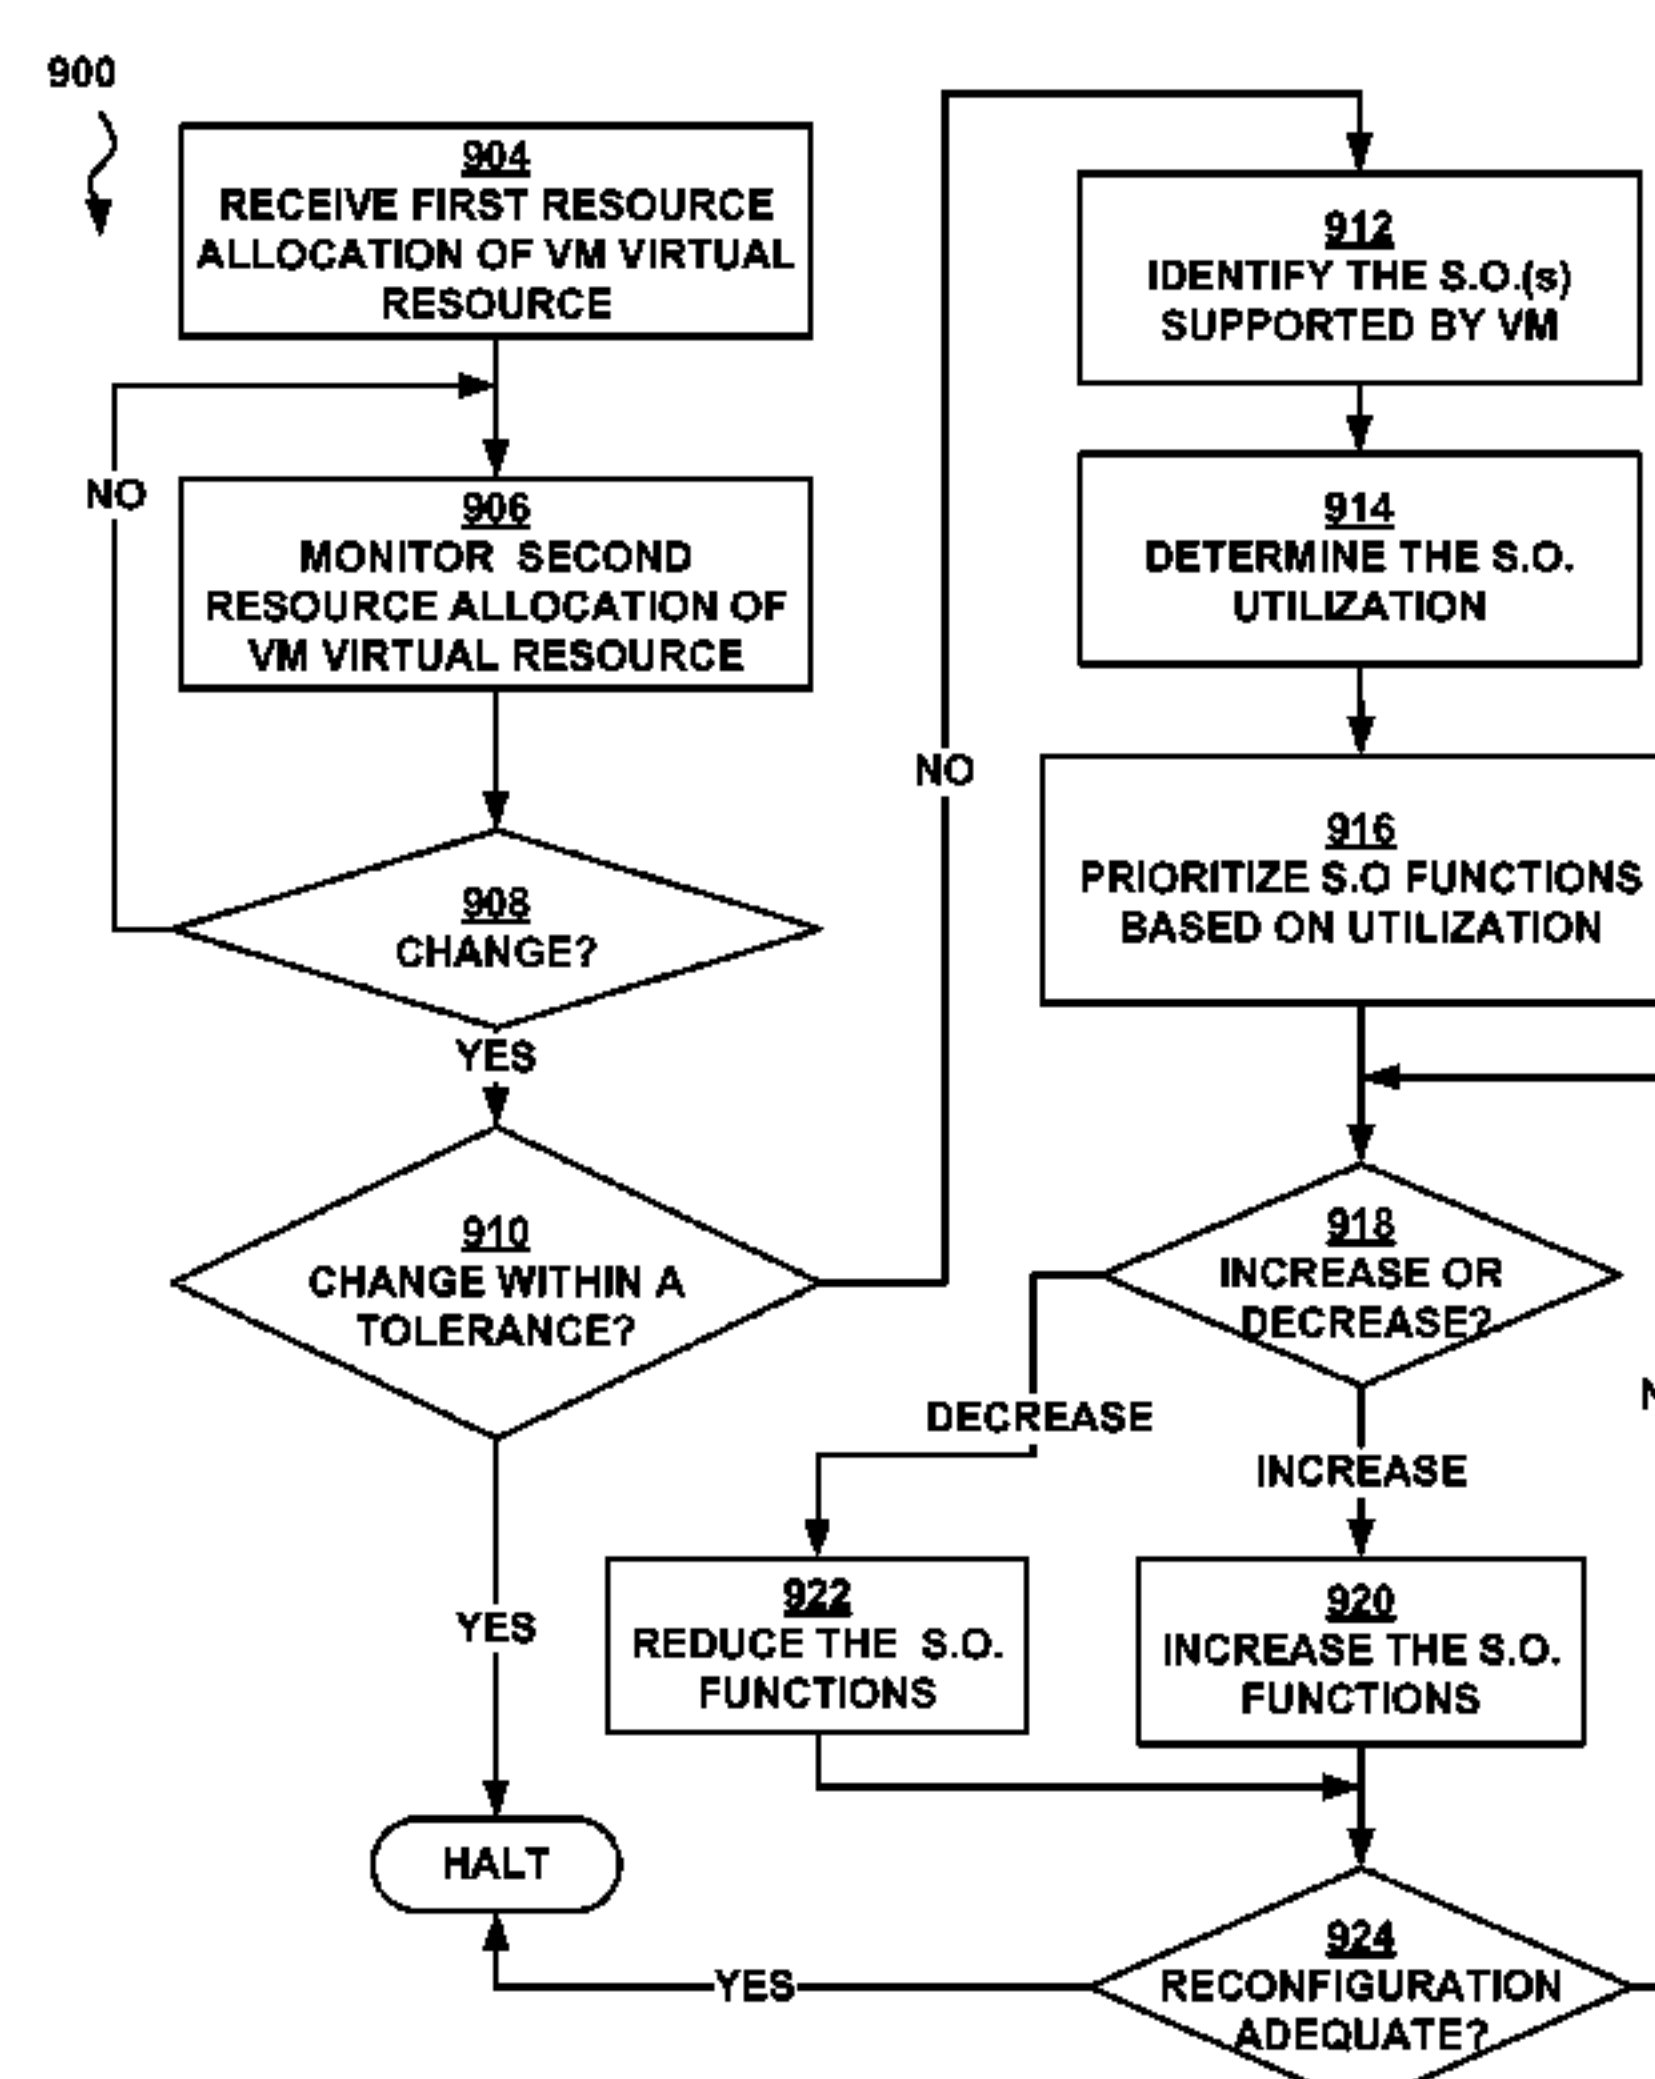 900
904
RECEIVE FIRST RESOURCE
ALLOCATION OF VM VIRTUAL
RESOURCE
NO
906
MONITOR SECOND
RESOURCE ALLOCATION OF
VM VIRTUAL RESOURCE
908
CHANGE?
YES
910
CHANGE WITHIN A
TOLERANCE?
YES
HALT
NO
912
IDENTIFY THE S.O.(s)
SUPPORTED BY VM
914
DETERMINE THE S.O.
UTILIZATION
916
PRIORITIZE S.O FUNCTIONS
BASED ON UTILIZATION
918
INCREASE OR
DECREASE?
DECREASE
INCREASE
922
REDUCE THE S.O.
FUNCTIONS
920
INCREASE THE S.O.
FUNCTIONS
924
RECONFIGURATION
ADEQUATE?
YES